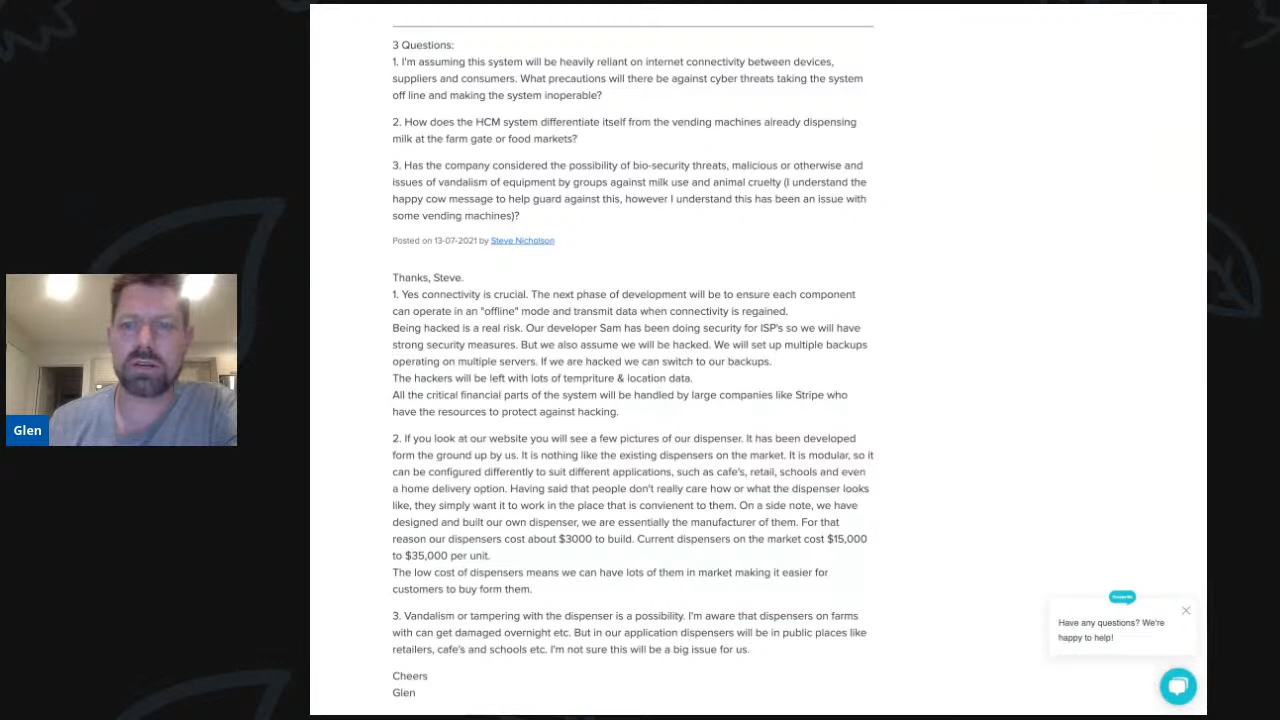 3 Questions:
1. I'm assuming this system will be heavily reliant on internet connectivity between devices,
suppliers and consumers. What precautions will there be against cyber threats taking the system
off line and making the system inoperable?
2. How does the HCM system differentiate itself from the vending machines already dispensing
milk at the farm gate or food markets?
3. Has the company considered the possibility of bio-security threats, malicious or otherwise and
issues of vandalism of equipment by groups against milk use and animal cruelty (I understand the
happy cow message to help guard against this, however I understand this has been an issue with
some vending machines)?
Posted on 13-07-2021 by Steve Nicholson
Thanks, Steve.
1. Yes connectivity is crucial. The next phase of development will be to ensure each component
can operate in an "offline" mode and transmit data when connectivity is regained.
Being hacked is a real risk. Our developer Sam has been doing security for ISP's so we will have
strong security measures. But we also assume we will be hacked. We will set up multiple backups
operating on multiple servers. If we are hacked we can switch to our backups.
The hackers will be left with lots of tempriture & location data.
All the critical financial parts of the system will be handled by large companies like Stripe who
have the resources to protect against hacking.
2. If you look at our website you will see a few pictures of our dispenser. It has been developed
form the ground up by us. It is nothing like the existing dispensers on the market. It is modular, so it
can be configured differently to suit different applications, such as cafe's, retail, schools and even
a home delivery option. Having said that people don't really care how or what the dispenser looks
like, they simply want it to work in the place that is convienent to them. On a side note, we have
designed and built our own dispenser, we are essentially the manufacturer of them. For that
reason our dispensers cost about $3000 to build. Current dispensers on the market cost $15,000
to $35,000 per unit.
The low cost of dispensers means we can have lots of them in market making it easier for
customers to buy form them.
3. Vandalism or tampering with the dispenser is a possibility. I'm aware that dispensers on farms
with can get damaged overnight etc. But in our application dispensers will be in public places like
retailers, cafe's and schools etc. I'm not sure this will be a big issue for us.
Cheers
Glen
Glen
Have any questions? We're
happy to help!